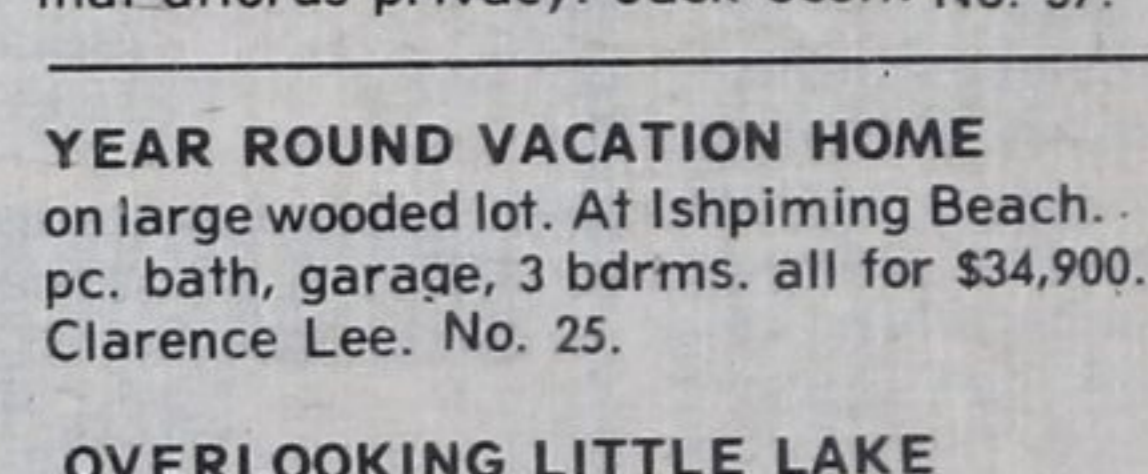 YEAR ROUND VACATION HOME
on large wooded lot. At Ishpiming Beach.
pc. bath, garage, 3 bdrms. all for $34,900.
Clarence Lee. No. 25.
OVERLOOKING LITTLE LAKE